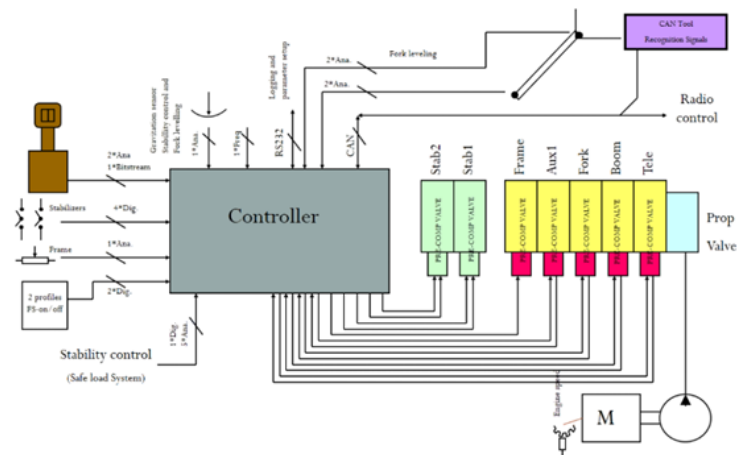 CAN Tool
Recognition Signals
Fork leveling
2*Ana.
2*Ana.
Logging and
parameter setup
Gravitation sensor
Stability control and
Fork levelling
1*Ana.
1*Freq
RS232
CAN
Radio
control
2*Ana
1*Bitstream
Stabilizers
4*Dig.
Frame
1*Ana.
2 profiles
FS-on/off
2*Dig.
Controller
Stab2
Stab1
Frame
Aux1
Fork
Boom
Tele
PRE-COMP VALVE
PRE-COMP VALVE
PRE-COMP VALVE
PRE-COMP VALVE
PRE-COMP VALVE
PRE-COMP VALVE
PRE-COMP VALVE
Prop
Valve
Stability control
(Safe load System)
1*Dig.
5*Ana.
Engine speed
M